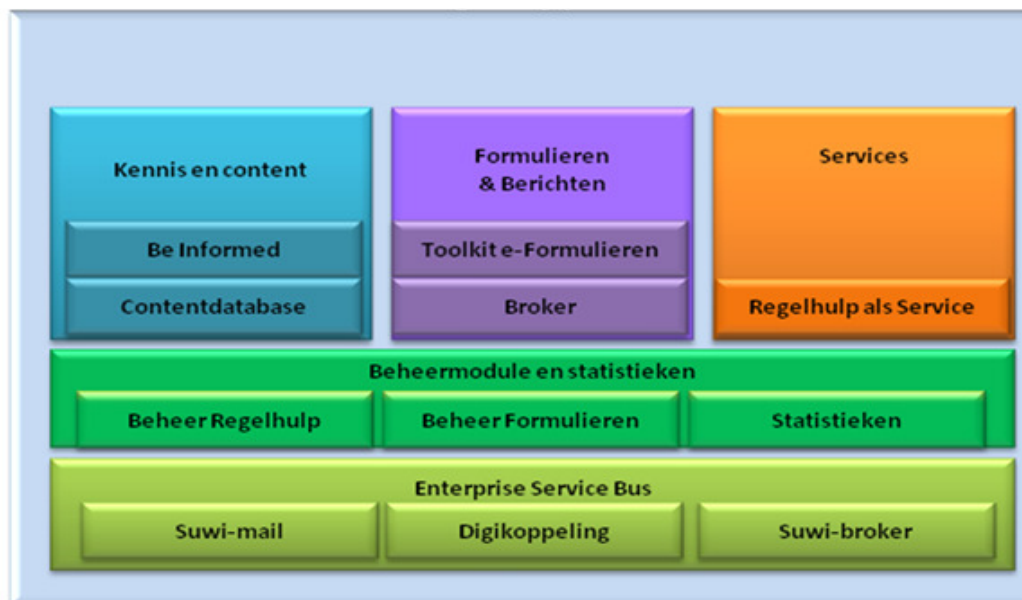 Kennis en content
Be Informed
Contentdatabase
Formulieren
& Berichten
Toolkit e-Formulieren
Broker
Services
Regelhulp als Service
Beheermodule en statistieken
Beheer Regelhulp
Beheer Formulieren
Statistieken
Enterprise Service Bus
Suwi-mail
Digikoppeling
Suwi-broker